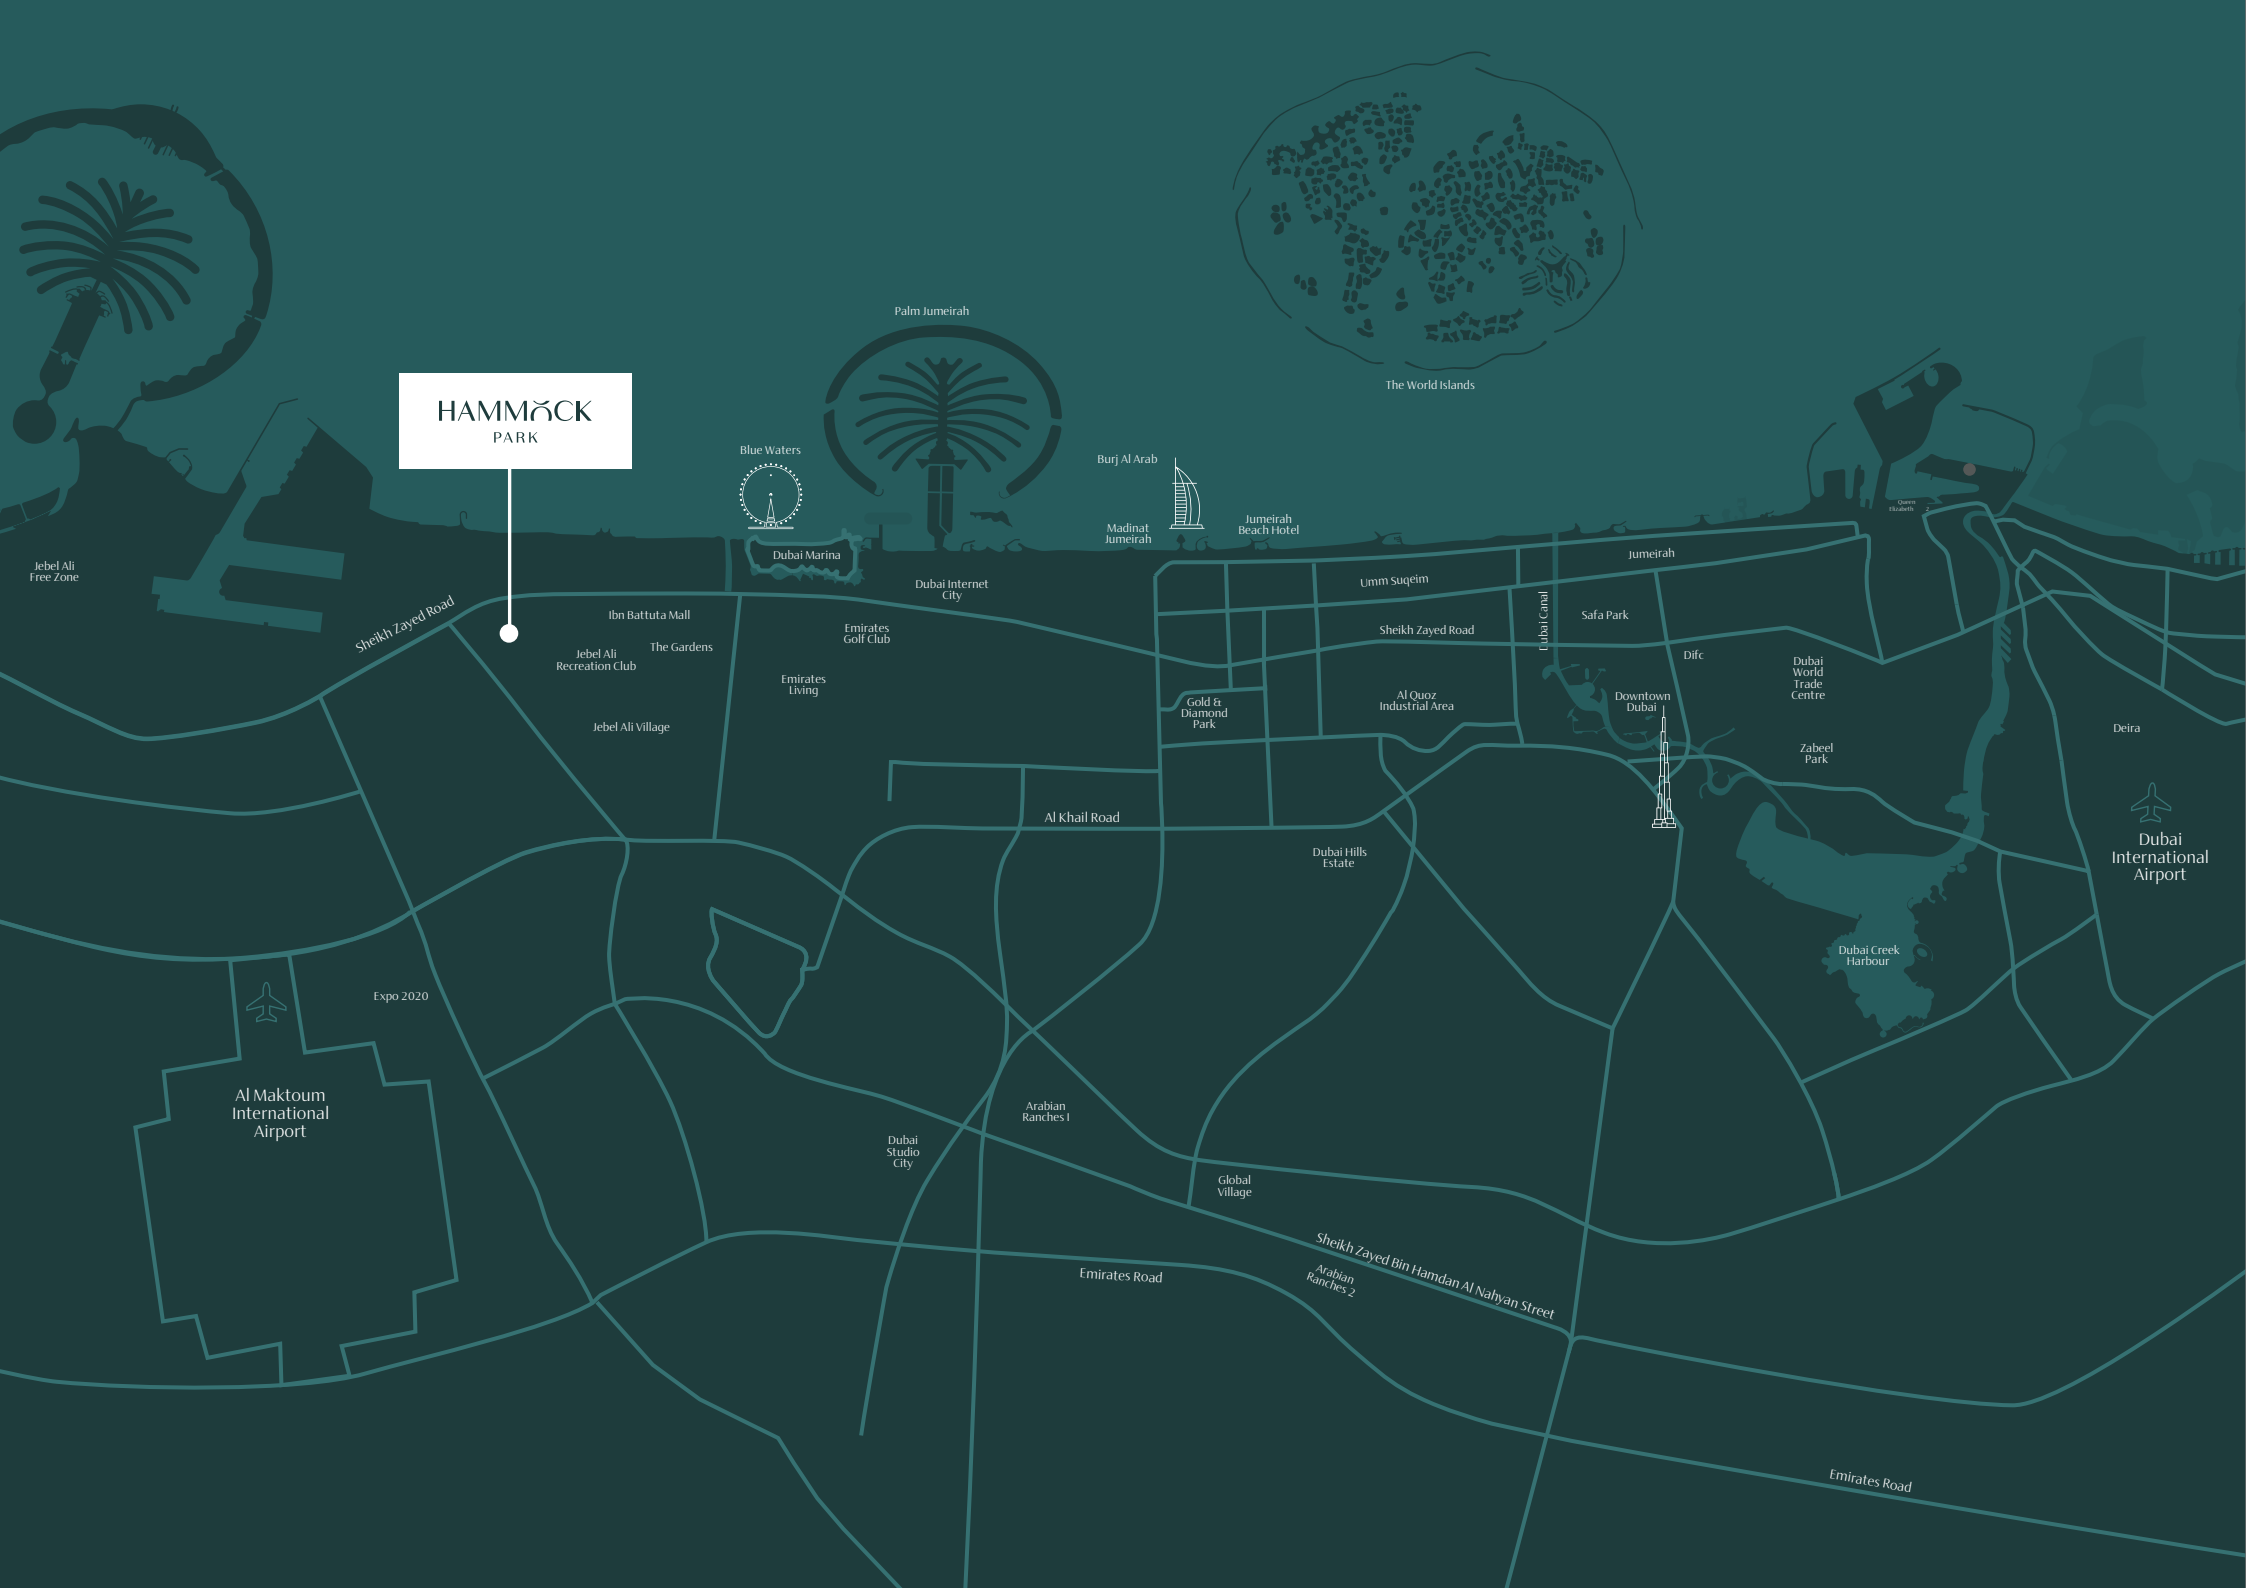 Palm Jumeirah
The World Islands
HAMMOCK
PARK
Blue Waters
Burj Al Arab
Queen
Elizabeth 2
Madinat
Jumeirah
Jumeirah
Beach Hotel
Dubai Marina
Jumeirah
Jebel Ali
Free Zone
Dubai Internet
City
Umm Suqeim
Dubai Canal
Safa Park
Sheikh Zayed Road
Ibn Battuta Mall
Emirates
Golf Club
Sheikh Zayed Road
The Gardens
Jebel Ali
Recreation Club
Difc
Dubai
World
Trade
Centre
Emirates
Living
Al Quoz
Industrial Area
Downtown
Dubai
Gold &
Diamond
Park
Jebel Ali Village
Deira
Zabeel
Park
Al Khail Road
Dubai Hills
Estate
Dubai
International
Airport
Dubai Creek
Harbour
Expo 2020
Al Maktoum
International
Airport
Arabian
Ranches I
Dubai
Studio
City
Global
Village
Sheikh Zayed Bin Hamdan Al Nahyan Street
Emirates Road
Arabian
Ranches 2
Emirates Road